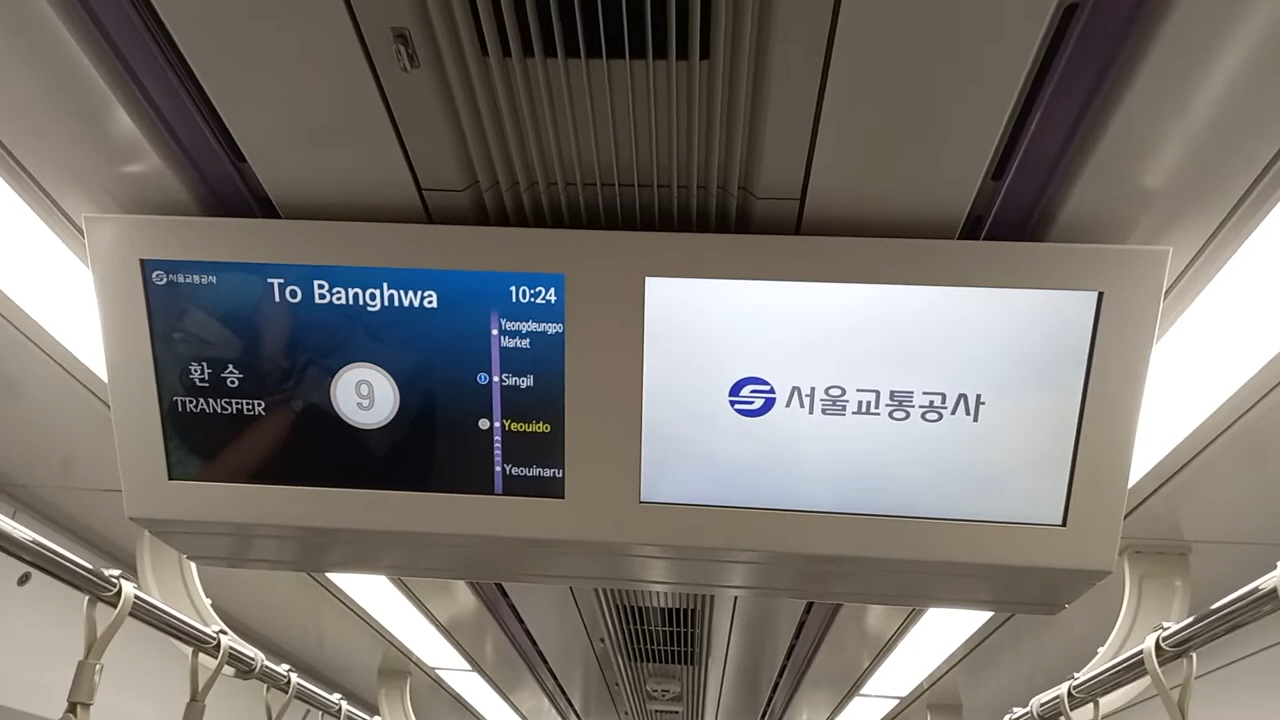 서울교통공사
To Banghwa
10:24
환 승
TRANSFER
9
Yeongdeungpo
Market
1
Singil
Yeouido
Yeouinaru
서울교통공사